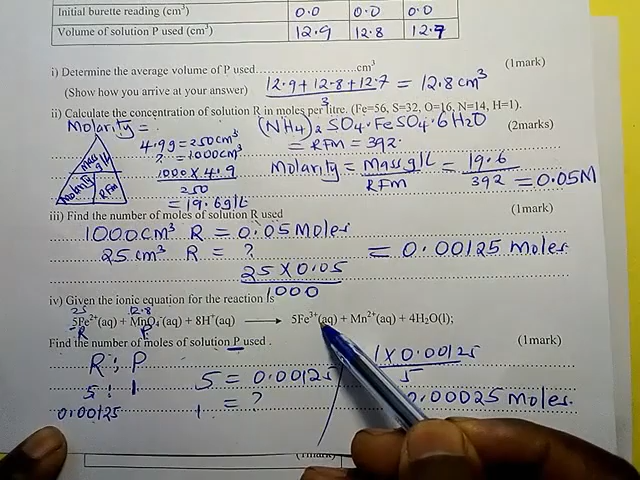 Initial burette reading (cm³) 0.0 0.0 0.0
Volume of solution P used (cm³) 12.9 12.8 12.7
i) Determine the average volume of P used....................................cm³ (1mark)
(Show how you arrive at your answer) 12.9 + 12.8 + 12.7 / 3 = 12.8 cm³
ii) Calculate the concentration of solution R in moles per litre. (Fe=56, S=32, O=16, N=14, H=1).
Molarity = (NH4)2 SO4 . FeSO4 . 6H2O (2marks)
4.9g = 250cm³ = RFM = 392.
? = 1000cm³
1000 x 4.9 / 250 Molarity = mass g/L / RFM = 19.6 / 392 = 0.05M
mass g/L Molarity RFM
= 19.6g/L
iii) Find the number of moles of solution R used (1mark)
1000cm³ R = 0.05 Moles
25 cm³ R = ? = 0.00125 moles.
25 x 0.05
1000
iv) Given the ionic equation for the reaction is
25 12.8
5Fe²⁺(aq) + MnO₄⁻(aq) + 8H⁺(aq) ⟶ 5Fe³⁺(aq) + Mn²⁺(aq) + 4H₂O(l);
R P
Find the number of moles of solution P used . (1mark)
R : P 1 x 0.00125
5 : 1 5 = 0.00125 5
0.00125 1 = ? 0.00025 moles.
(1mark)